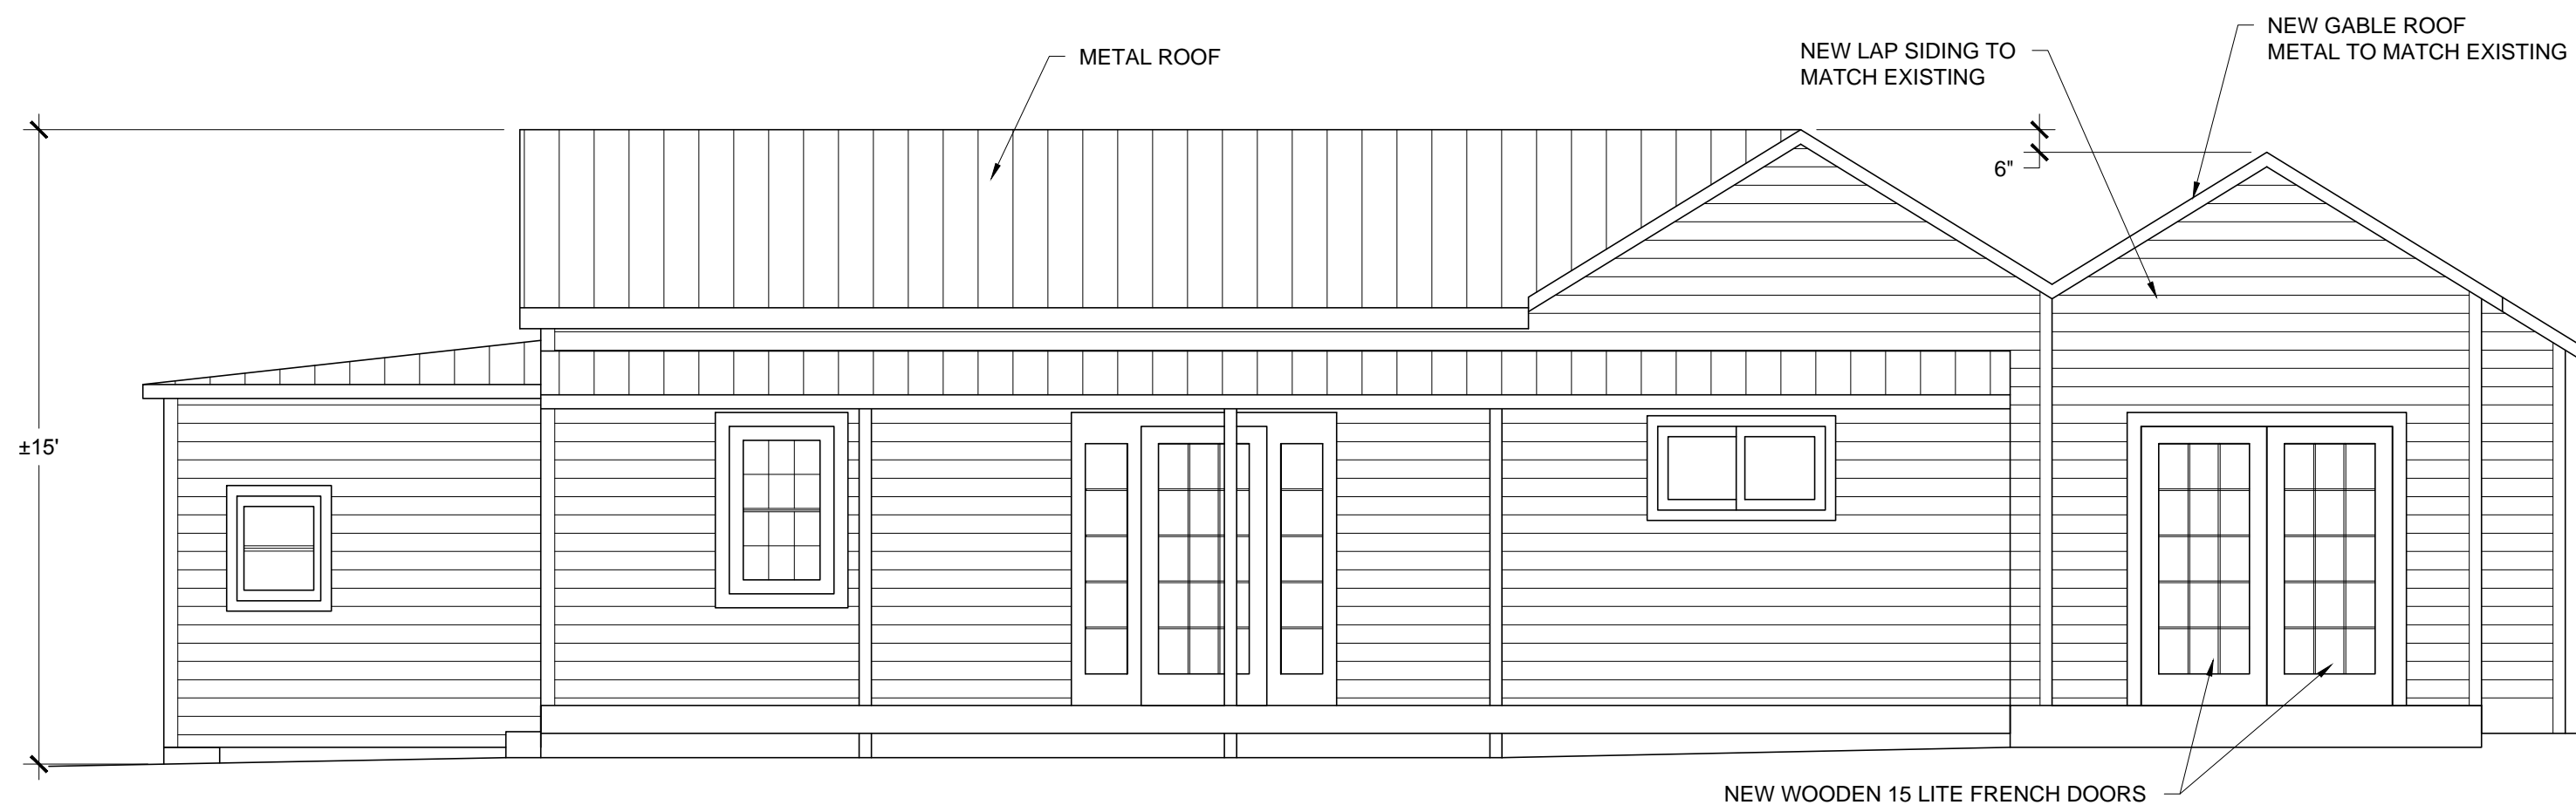 METAL ROOF
NEW LAP SIDING TO
MATCH EXISTING
NEW GABLE ROOF
METAL TO MATCH EXISTING
6"
±15'
NEW WOODEN 15 LITE FRENCH DOORS